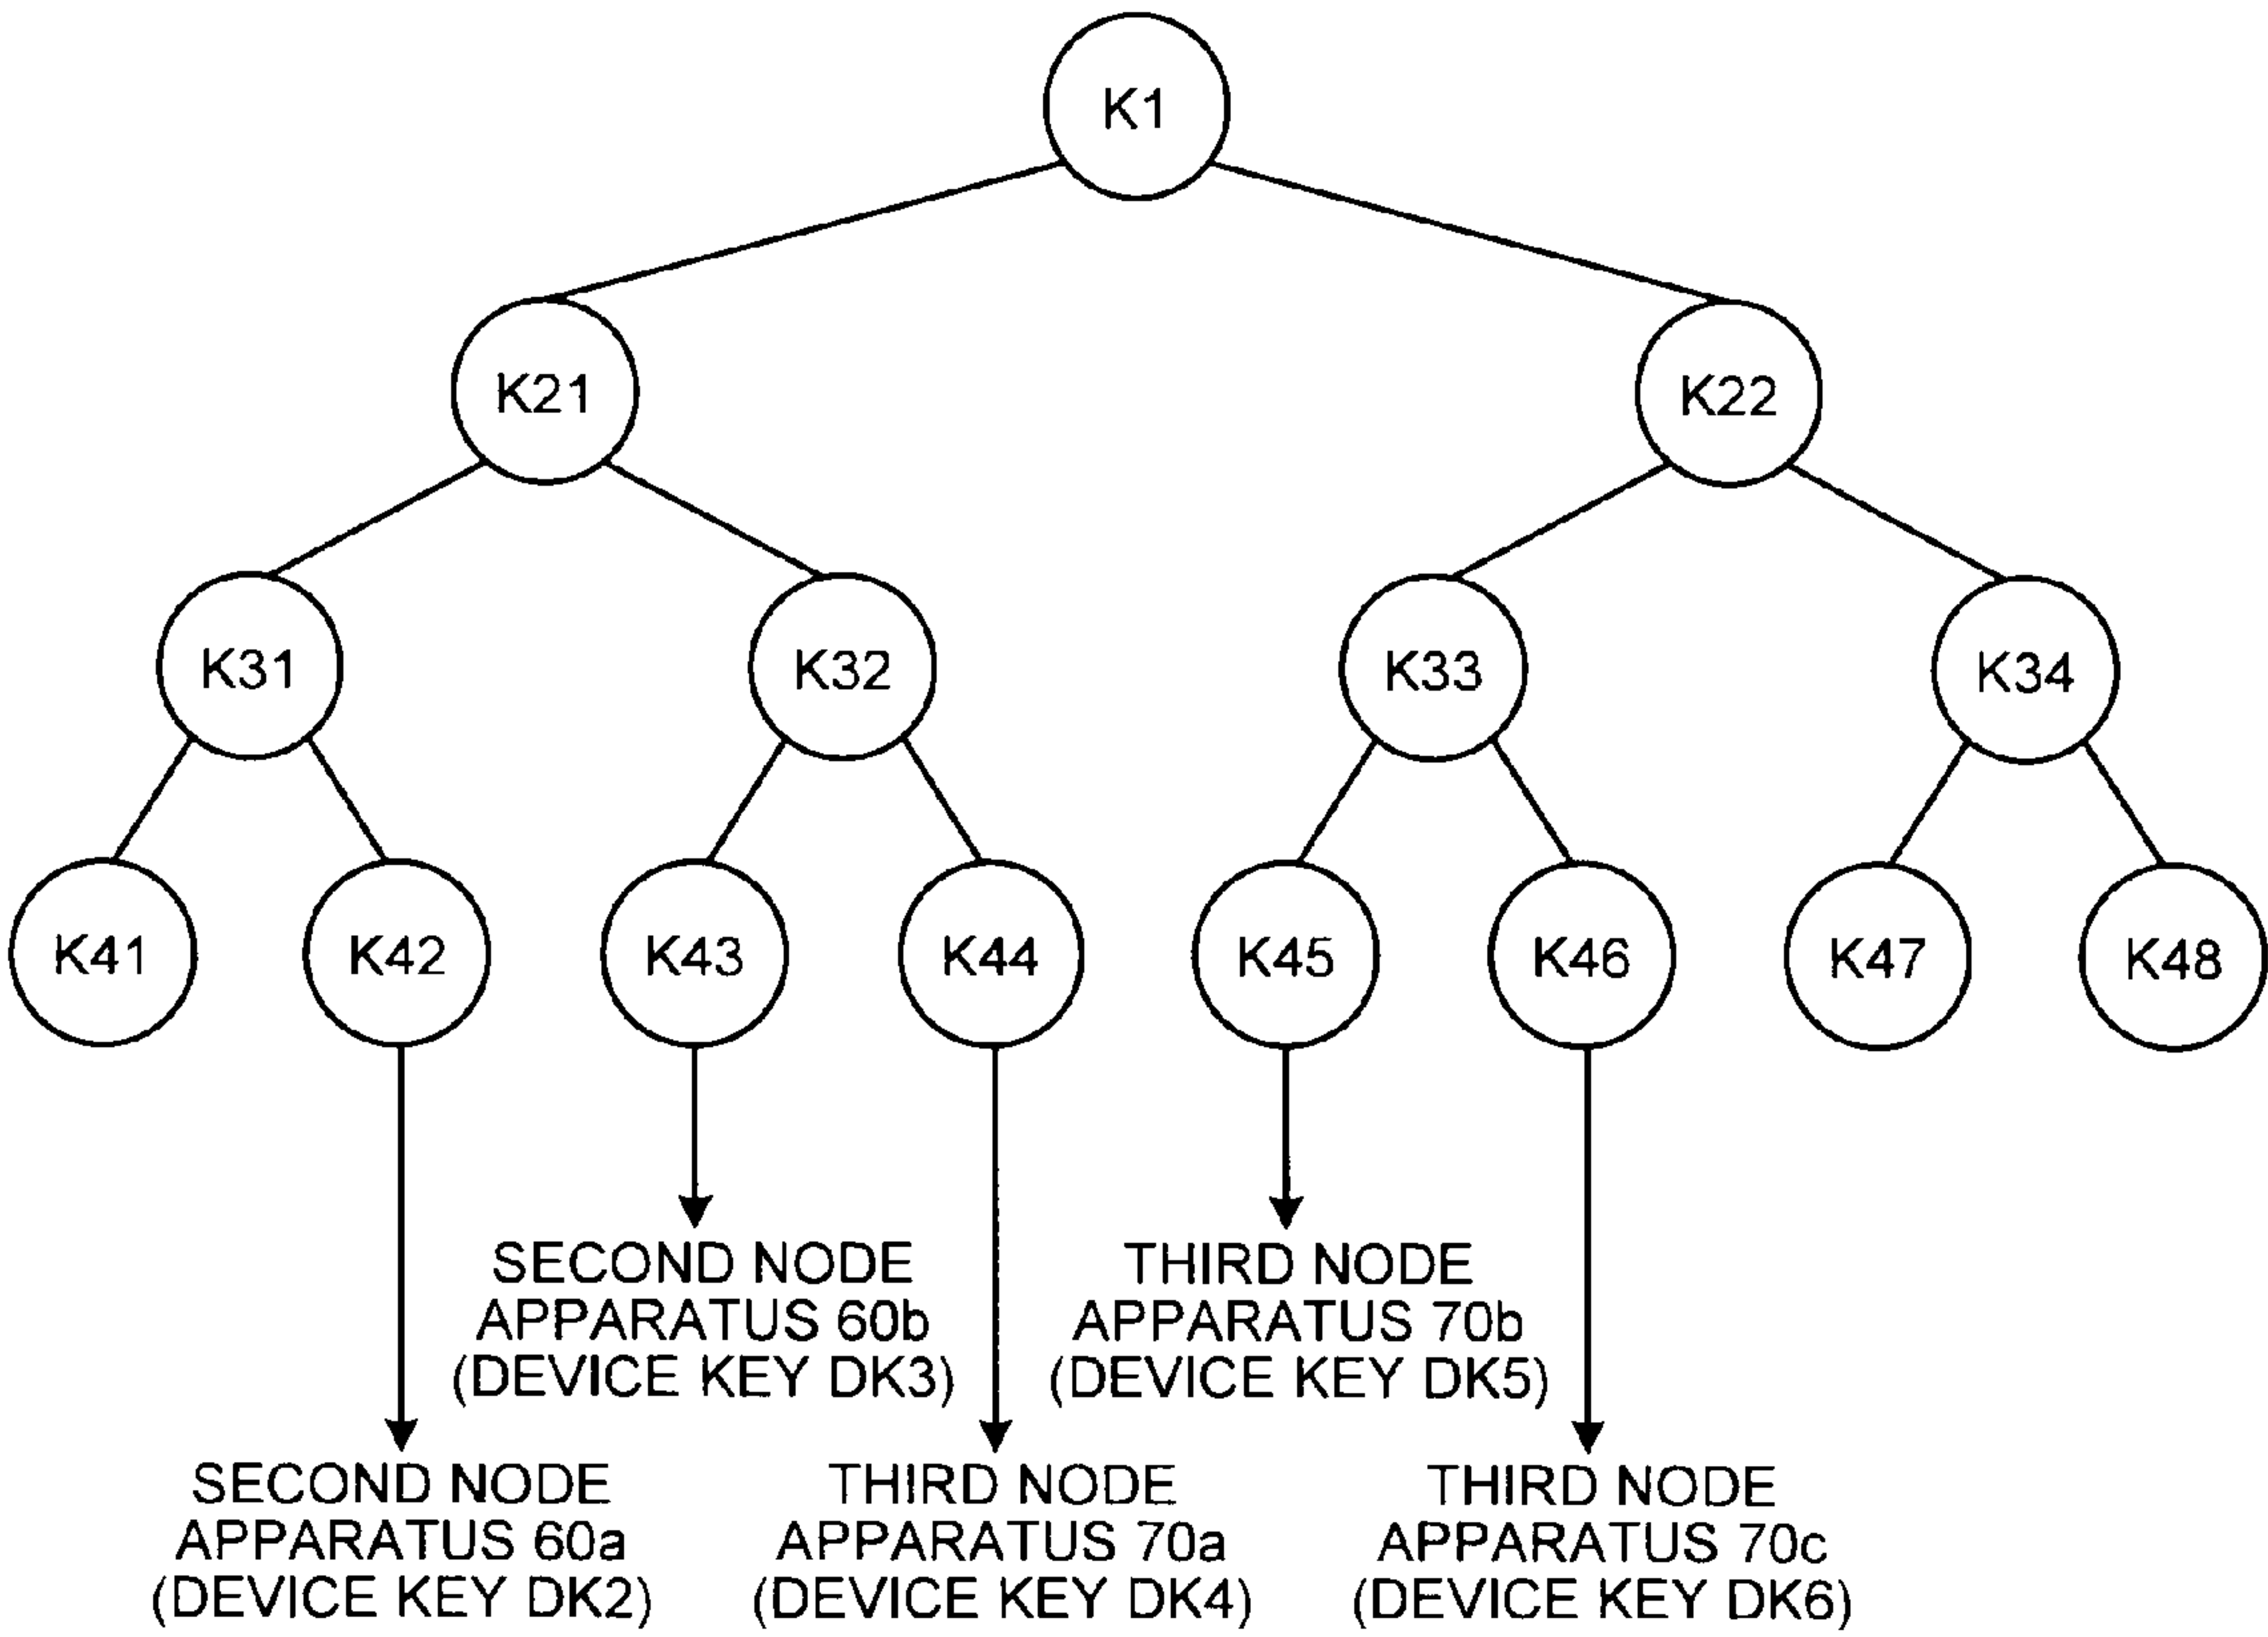 K1
K21
K22
K31
K32
K33
K34
K41
K42
K43
K44
K45
K46
K47
K48
SECOND NODE
APPARATUS 60b
(DEVICE KEY DK3)
THIRD NODE
APPARATUS 70b
(DEVICE KEY DK5)
SECOND NODE
APPARATUS 60a
(DEVICE KEY DK2)
THIRD NODE
APPARATUS 70a
(DEVICE KEY DK4)
THIRD NODE
APPARATUS 70c
(DEVICE KEY DK6)